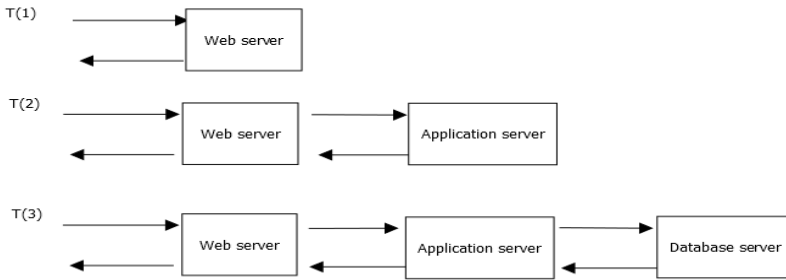 T(1)
Web server
T(2)
Web server
Application server
T(3)
Web server
Application server
Database server